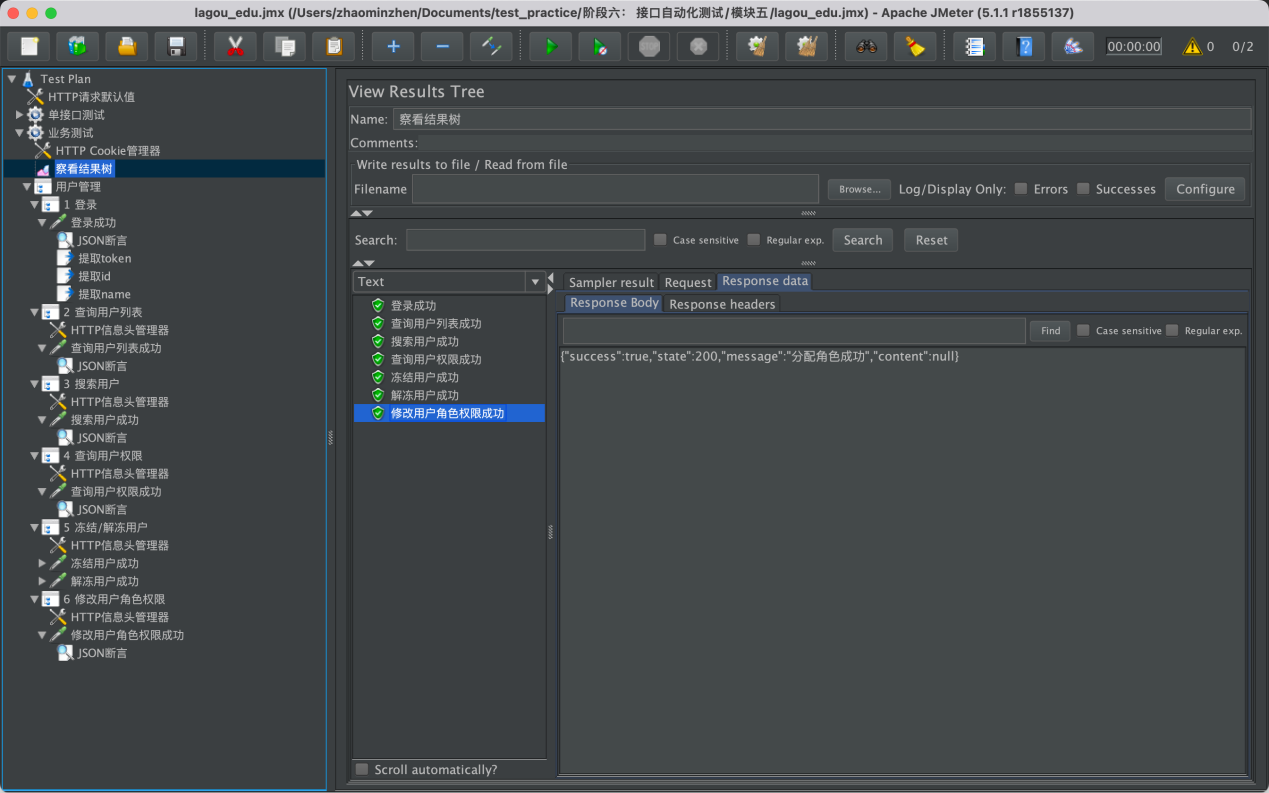 lagou_edu.jmx (/Users/zhaominzhen/Documents/test_practice/阶段六： 接口自动化测试/模块五/lagou_edu.jmx) - Apache JMeter (5.1.1 r1855137)
STOP 00:00:00 0 0/2
Test Plan
HTTP请求默认值
单接口测试
业务测试
HTTP Cookie管理器
察看结果树
用户管理
1 登录
登录成功
JSON断言
提取token
提取id
提取name
2 查询用户列表
HTTP信息头管理器
查询用户列表成功
JSON断言
3 搜索用户
HTTP信息头管理器
搜索用户成功
JSON断言
4 查询用户权限
HTTP信息头管理器
查询用户权限成功
JSON断言
5 冻结/解冻用户
HTTP信息头管理器
冻结用户成功
解冻用户成功
6 修改用户角色权限
HTTP信息头管理器
修改用户角色权限成功
JSON断言
View Results Tree
Name: 察看结果树
Comments:
Write results to file / Read from file
Filename Browse... Log/Display Only: Errors Successes Configure
Search: Case sensitive Regular exp. Search Reset
Text
登录成功
查询用户列表成功
搜索用户成功
查询用户权限成功
冻结用户成功
解冻用户成功
修改用户角色权限成功
Scroll automatically?
Sampler result Request Response data
Response Body Response headers
Find Case sensitive Regular exp.
{"success":true,"state":200,"message":"分配角色成功","content":null}